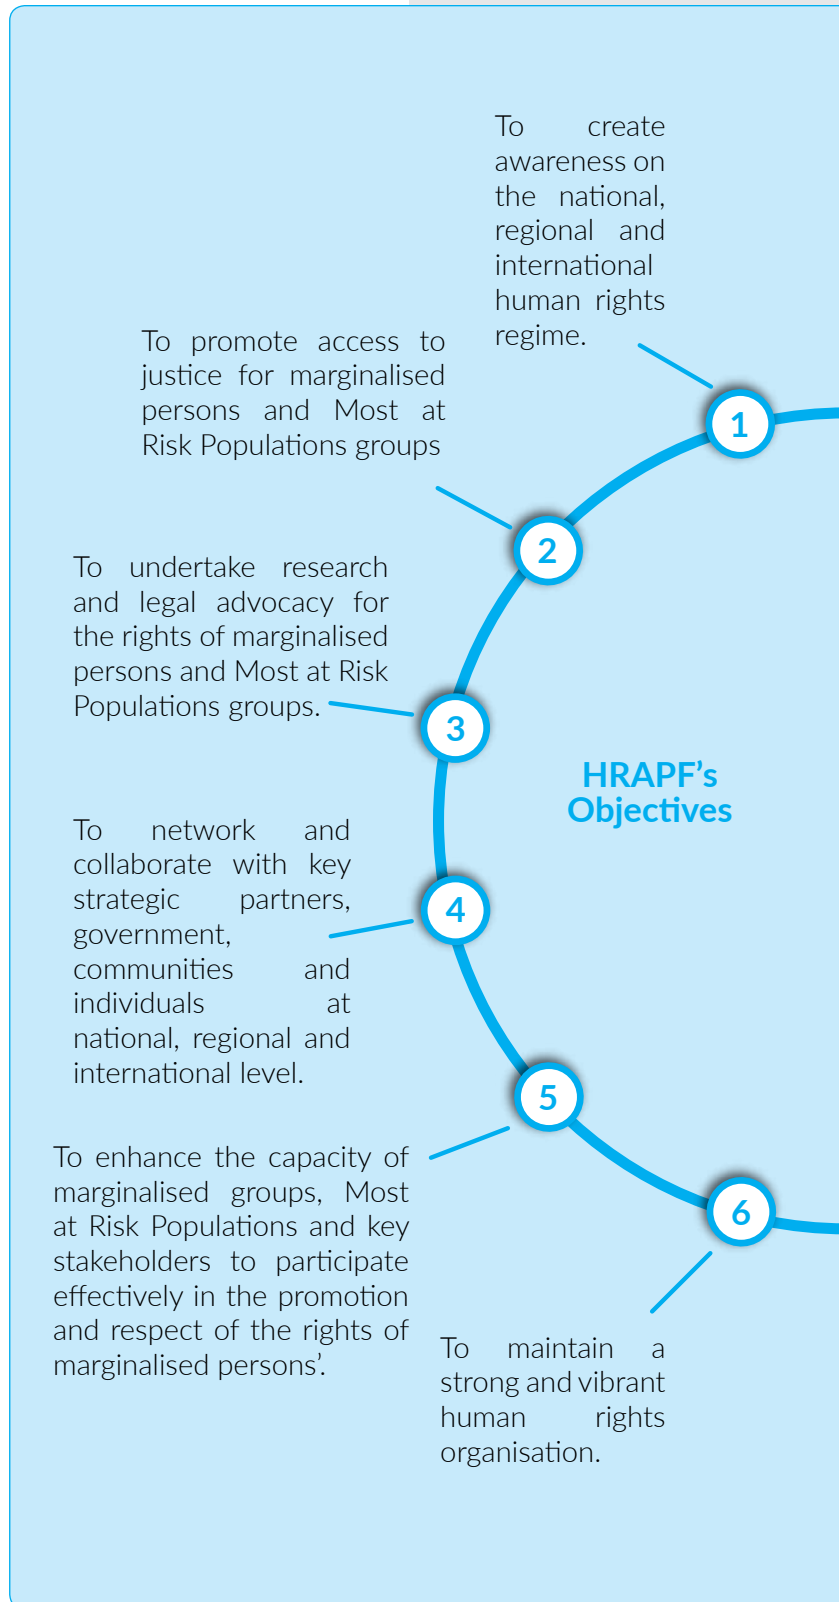 To create
awareness on
the national,
regional and
international
human rights
regime.
1
To promote access to
justice for marginalised
persons and Most at
Risk Populations groups
2
To undertake research
and legal advocacy for
the rights of marginalised
persons and Most at Risk
Populations groups.
3
HRAPF's
Objectives
To network and
collaborate with key
strategic partners,
government,
communities and
individuals at
national, regional and
international level.
4
To enhance the capacity of
marginalised groups, Most
at Risk Populations and key
stakeholders to participate
effectively in the promotion
and respect of the rights of
marginalised persons'.
5
To maintain a
strong and vibrant
human rights
organisation.
6